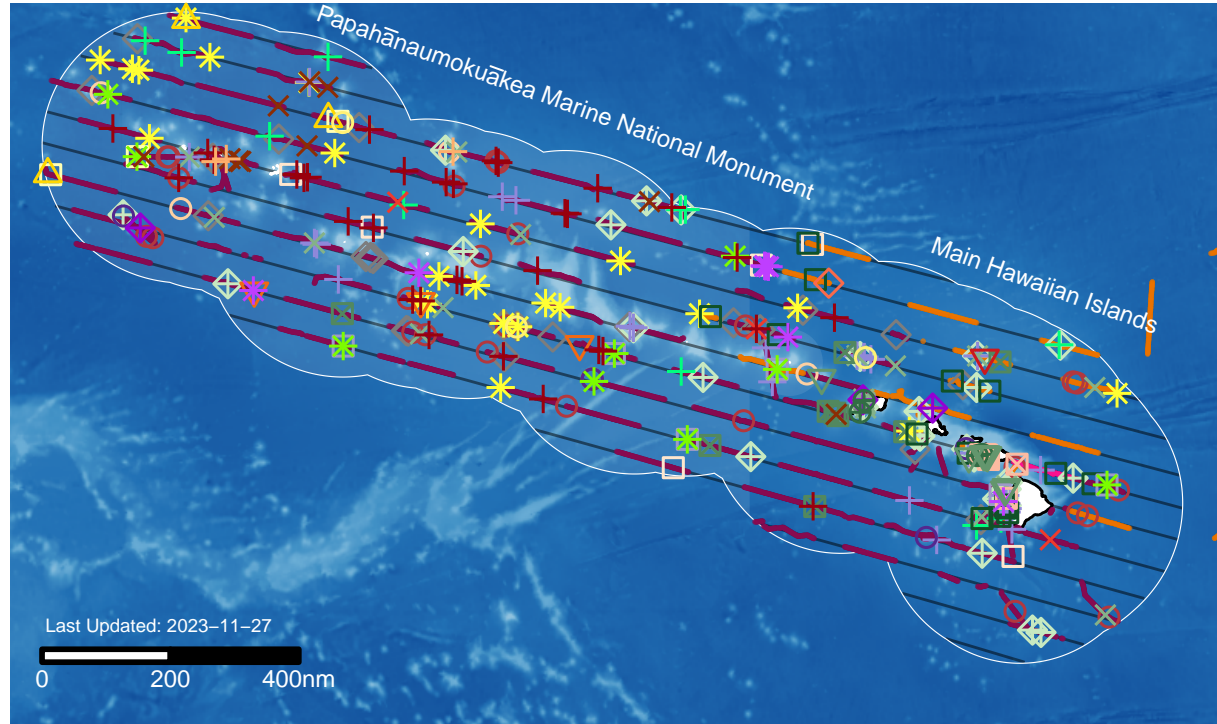 Papahānaumokuākea Marine National Monument
Main Hawaiian Islands
Last Updated: 2023−11−27
0 200 400nm